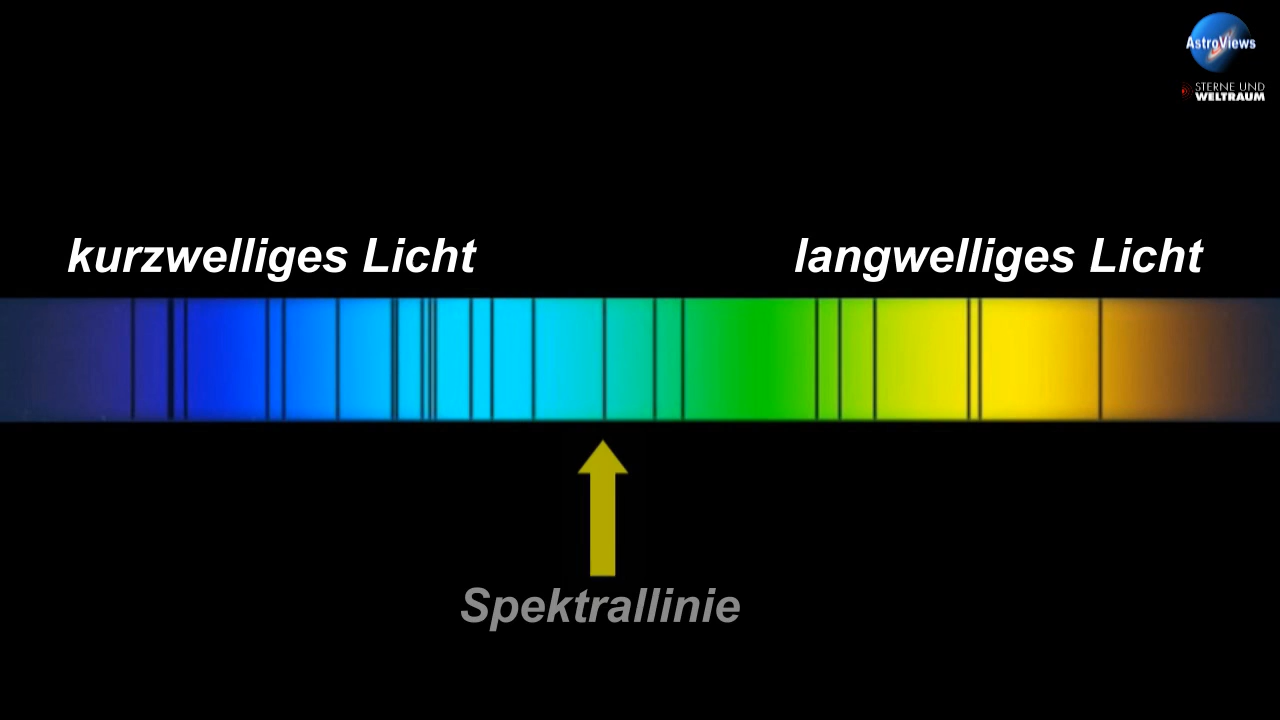 AstroViews
STERNE UND
WELTRAUM
kurzwelliges Licht
langwelliges Licht
Spektrallinie